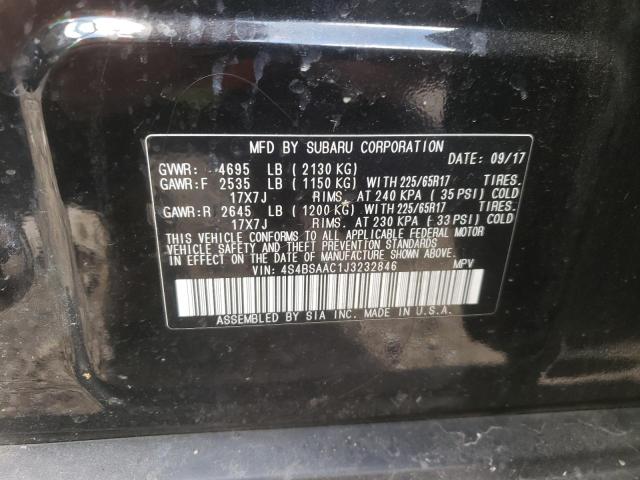 MFD BY SUBARU CORPORATION
GVWR: 4695 LB ( 2130 KG) DATE: 09/17
GAWR:F 2535 LB ( 1150 KG) WITH 225/65R17 TIRES.
17X7J RIMS. AT 240 KPA ( 35 PSI) COLD
GAWR:R 2645 LB ( 1200 KG) WITH 225/65R17 TIRES.
17X7J RIMS. AT 230 KPA ( 33 PSI) COLD
THIS VEHICLE CONFORMS TO ALL APPLICABLE FEDERAL MOTOR
VEHICLE SAFETY AND THEFT PREVENTION STANDARDS
IN EFFECT ON THE DATE OF MANUFACTURE SHOWN ABOVE.
VIN: 4S4BSAAC1J3232846 MPV
ASSEMBLED BY SIA INC. MADE IN U.S.A.